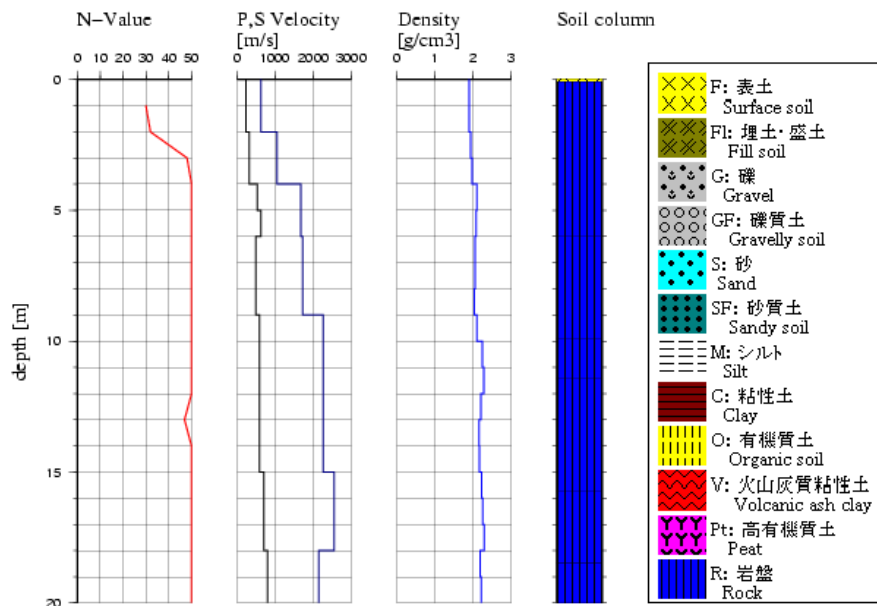 N-Value
P,S Velocity
[m/s]
Density
[g/cm3]
Soil column
0 10 20 30 40 50
0 1000 2000 3000
0 1 2 3
0
5
10
15
20
depth [m]
F: 表土
Surface soil
Fl: 埋土・盛土
Fill soil
G: 礫
Gravel
GF: 礫質土
Gravelly soil
S: 砂
Sand
SF: 砂質土
Sandy soil
M: シルト
Silt
C: 粘性土
Clay
O: 有機質土
Organic soil
V: 火山灰質粘性土
Volcanic ash clay
Pt: 高有機質土
Peat
R: 岩盤
Rock